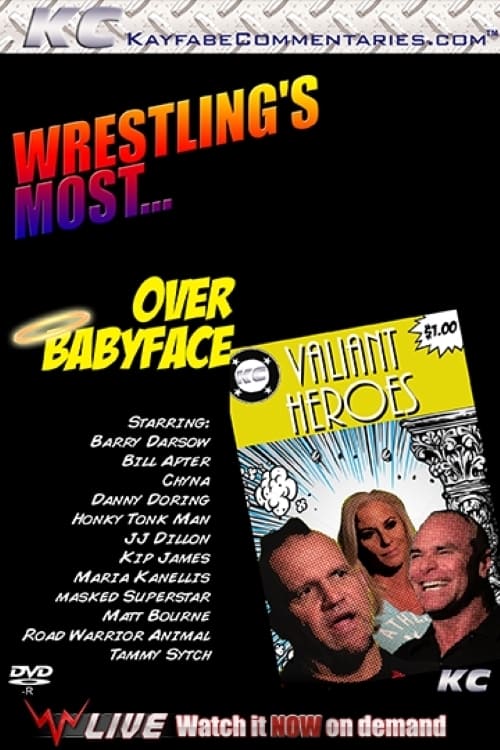 KC KAYFABECOMMENTARIES.COM™
WRESTLING'S
MOST...
OVER
BABYFACE
$1.00
KC
VALIANT
HEROES
STARRING:
BARRY DARSOW
BILL APTER
CHYNA
DANNY DORING
HONKY TONK MAN
JJ DILLON
KIP JAMES
MARIA KANELLIS
MASKED SUPERSTAR
MATT BOURNE
ROAD WARRIOR ANIMAL
TAMMY SYTCH
KC
DVD
-R
LIVE Watch it NOW on demand